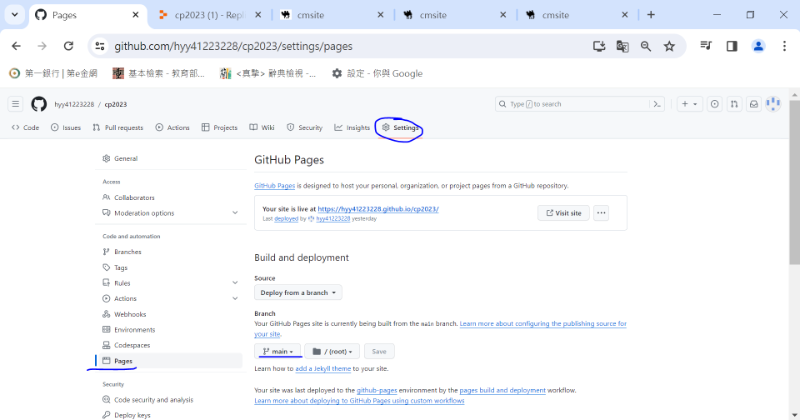 Pages
cp2023 (1) - Repl
cmsite
cmsite
cmsite
github.com/hyy41223228/cp2023/settings/pages
第一銀行 | 第e金網
基本檢索 - 教育部...
<真摯> 辭典檢視 -...
設定 - 你與 Google
hyy41223228 / cp2023
Type / to search
Code
Issues
Pull requests
Actions
Projects
Wiki
Security
Insights
Settings
General
Access
Collaborators
Moderation options
Code and automation
Branches
Tags
Rules
Actions
Webhooks
Environments
Codespaces
Pages
Security
Code security and analysis
Deploy keys
GitHub Pages
GitHub Pages is designed to host your personal, organization, or project pages from a GitHub repository.
Your site is live at https://hyy41223228.github.io/cp2023/
Last deployed by hyy41223228 yesterday
Visit site
Build and deployment
Source
Deploy from a branch
Branch
Your GitHub Pages site is currently being built from the main branch. Learn more about configuring the publishing source for
your site.
main
/ (root)
Save
Learn how to add a Jekyll theme to your site.
Your site was last deployed to the github-pages environment by the pages build and deployment workflow.
Learn more about deploying to GitHub Pages using custom workflows